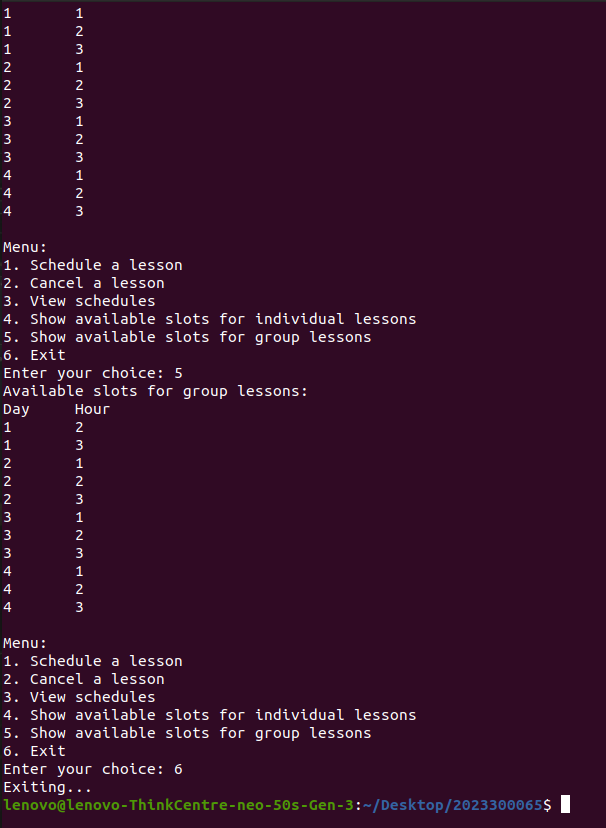 1       1
1       2
1       3
2       1
2       2
2       3
3       1
3       2
3       3
4       1
4       2
4       3

Menu:
1. Schedule a lesson
2. Cancel a lesson
3. View schedules
4. Show available slots for individual lessons
5. Show available slots for group lessons
6. Exit
Enter your choice: 5
Available slots for group lessons:
Day     Hour
1       2
1       3
2       1
2       2
2       3
3       1
3       2
3       3
4       1
4       2
4       3

Menu:
1. Schedule a lesson
2. Cancel a lesson
3. View schedules
4. Show available slots for individual lessons
5. Show available slots for group lessons
6. Exit
Enter your choice: 6
Exiting...
lenovo@lenovo-ThinkCentre-neo-50s-Gen-3:~/Desktop/2023300065$